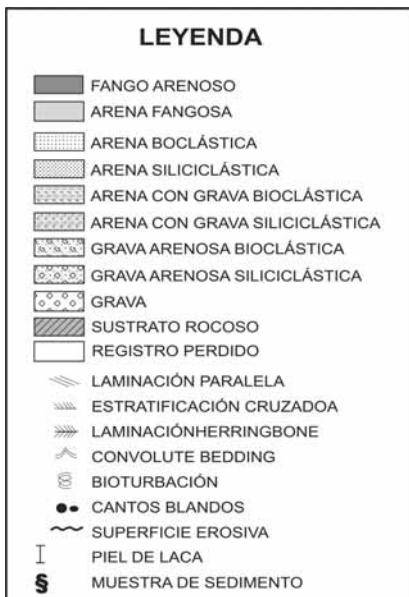 LEYENDA
FANGO ARENOSO
ARENA FANGOSA
ARENA BOCLÁSTICA
ARENA SILICICLÁSTICA
ARENA CON GRAVA BIOCLÁSTICA
ARENA CON GRAVA SILICICLÁSTICA
GRAVA ARENOSA BIOCLÁSTICA
GRAVA ARENOSA SILICICLÁSTICA
GRAVA
SUSTRATO ROCOSO
REGISTRO PERDIDO
LAMINACIÓN PARALELA
ESTRATIFICACIÓN CRUZADOA
LAMINACIÓNHERRINGBONE
CONVOLUTE BEDDING
BIOTURBACIÓN
CANTOS BLANDOS
SUPERFICIE EROSIVA
PIEL DE LACA
§ MUESTRA DE SEDIMENTO